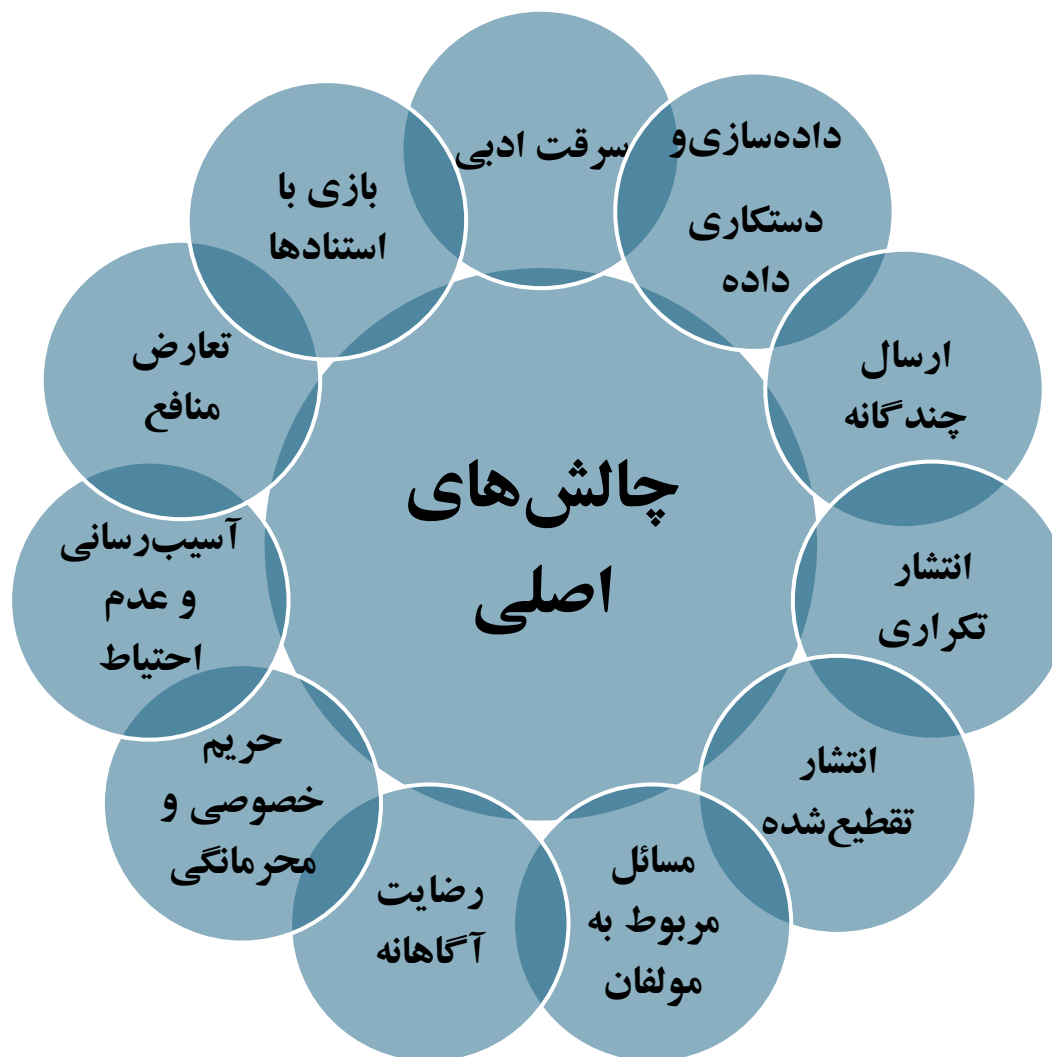 چالش‌های
اصلی
سرقت ادبی
داده‌سازی‌و
دستکاری
داده
ارسال
چندگانه
انتشار
تکراری
انتشار
تقطیع‌شده
مسائل
مربوط به
مولفان
رضایت
آگاهانه
حریم
خصوصی و
محرمانگی
آسیب‌رسانی
و عدم
احتیاط
تعارض
منافع
بازی با
استنادها